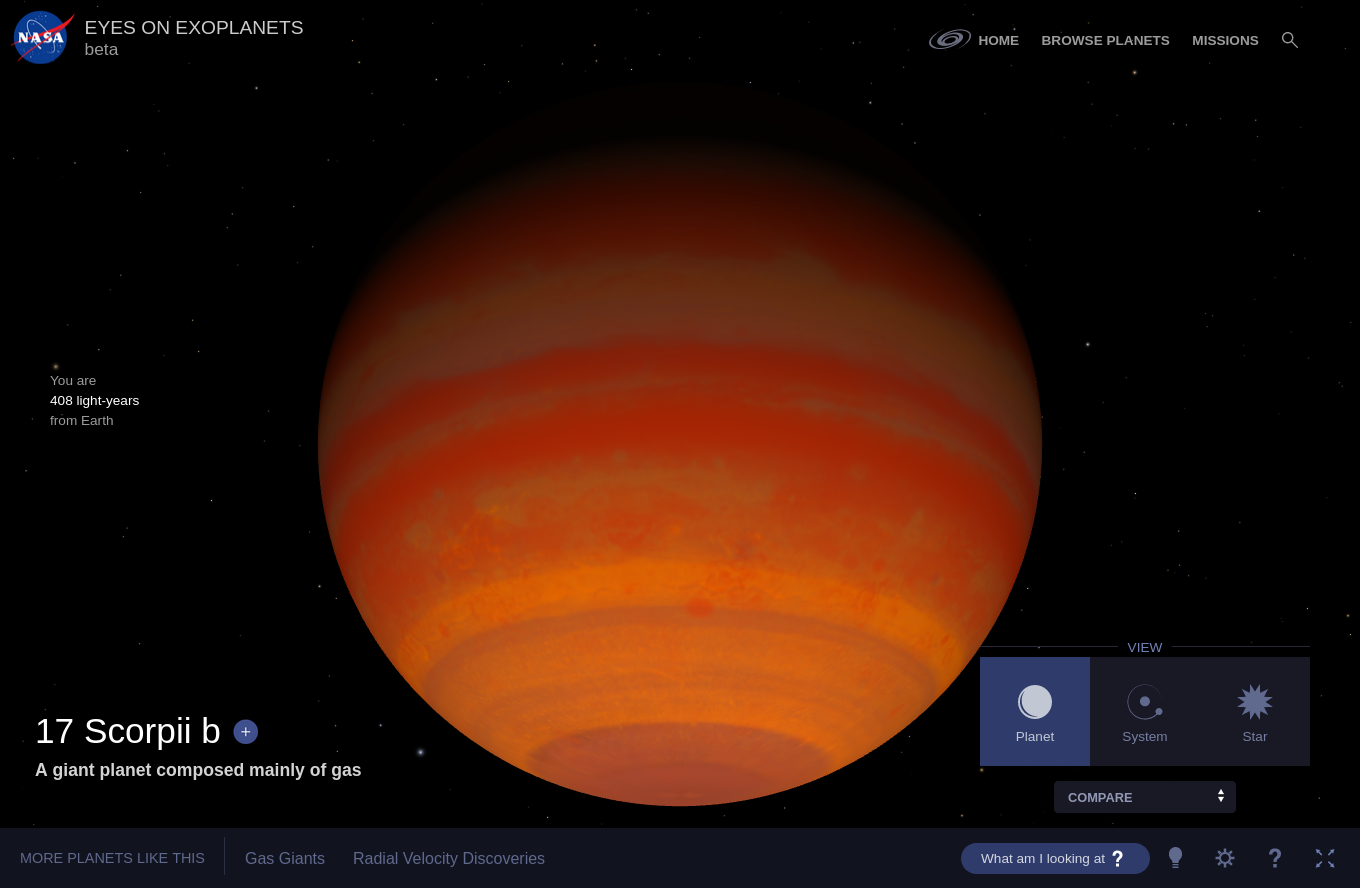 NASA
EYES ON EXOPLANETS
beta
HOME
BROWSE PLANETS
MISSIONS
You are
408 light-years
from Earth
17 Scorpii b +
A giant planet composed mainly of gas
VIEW
Planet
System
Star
COMPARE
MORE PLANETS LIKE THIS
Gas Giants
Radial Velocity Discoveries
What am I looking at ?
?